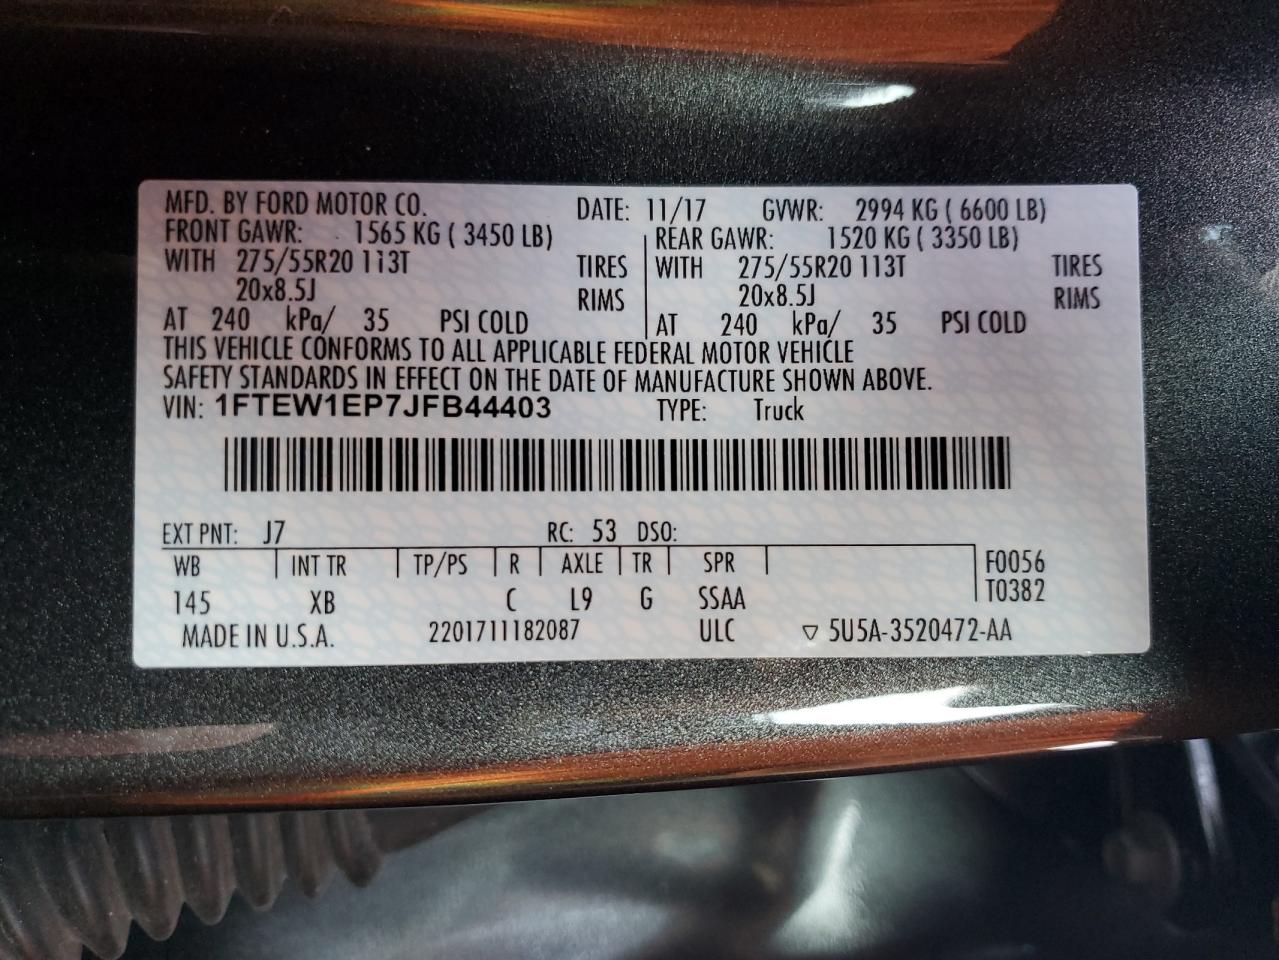 MFD. BY FORD MOTOR CO. DATE: 11/17 GVWR: 2994 KG ( 6600 LB)
FRONT GAWR: 1565 KG ( 3450 LB) REAR GAWR: 1520 KG ( 3350 LB)
WITH 275/55R20 113T TIRES WITH 275/55R20 113T TIRES
20x8.5J RIMS 20x8.5J RIMS
AT 240 kPa/ 35 PSI COLD AT 240 kPa/ 35 PSI COLD
THIS VEHICLE CONFORMS TO ALL APPLICABLE FEDERAL MOTOR VEHICLE
SAFETY STANDARDS IN EFFECT ON THE DATE OF MANUFACTURE SHOWN ABOVE.
VIN: 1FTEW1EP7JFB44403 TYPE: Truck
EXT PNT: J7 RC: 53 DSO:
WB INT TR TP/PS R AXLE TR SPR F0056
145 XB C L9 G SSAA T0382
MADE IN U.S.A. 2201711182087 ULC ▽ 5U5A-3520472-AA